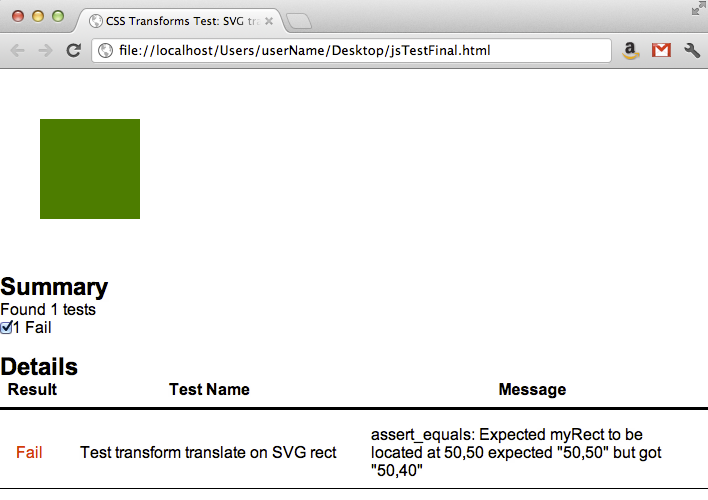 CSS Transforms Test: SVG tra
file://localhost/Users/userName/Desktop/jsTestFinal.html
Summary
Found 1 tests
1 Fail
Details
Result Test Name Message
Fail Test transform translate on SVG rect assert_equals: Expected myRect to be
located at 50,50 expected "50,50" but got
"50,40"